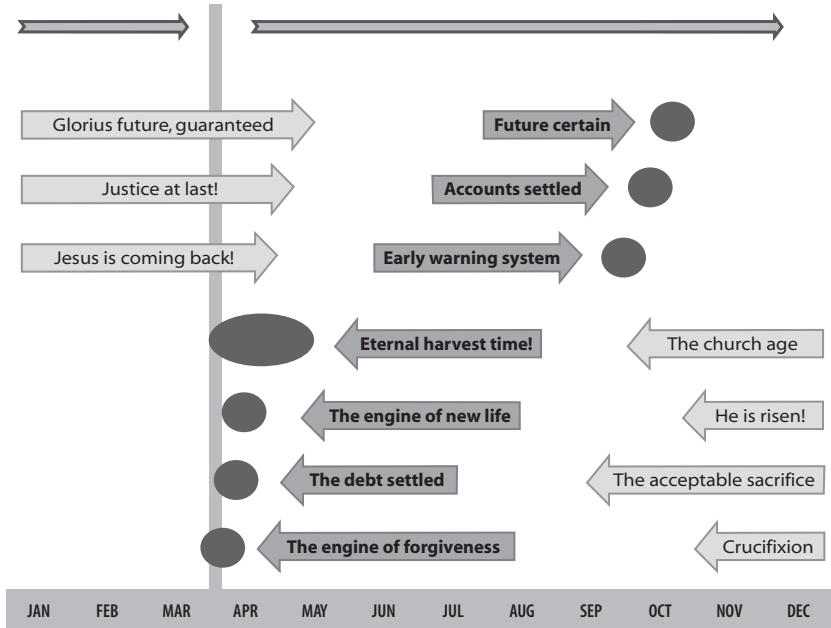 Glorius future, guaranteed Future certain
Justice at last! Accounts settled
Jesus is coming back! Early warning system
Eternal harvest time! The church age
The engine of new life He is risen!
The debt settled The acceptable sacrifice
The engine of forgiveness Crucifixion
JAN FEB MAR APR MAY JUN JUL AUG SEP OCT NOV DEC